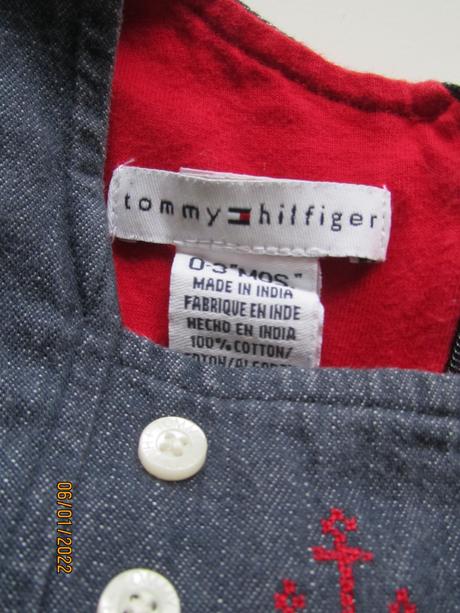 tommy hilfiger
0-3 "MOS."
MADE IN INDIA
FABRIQUE EN INDE
HECHO EN INDIA
100% COTTON/
06/01/2022